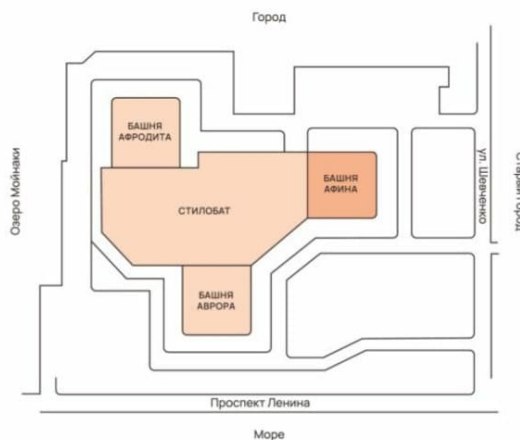 Город
БАШНЯ
АФРОДИТА
Озеро Мойнаки
СТИЛОБАТ
БАШНЯ
АФИНА
ул. Шевченко
Старый город
БАШНЯ
АВРОРА
Проспект Ленина
Море